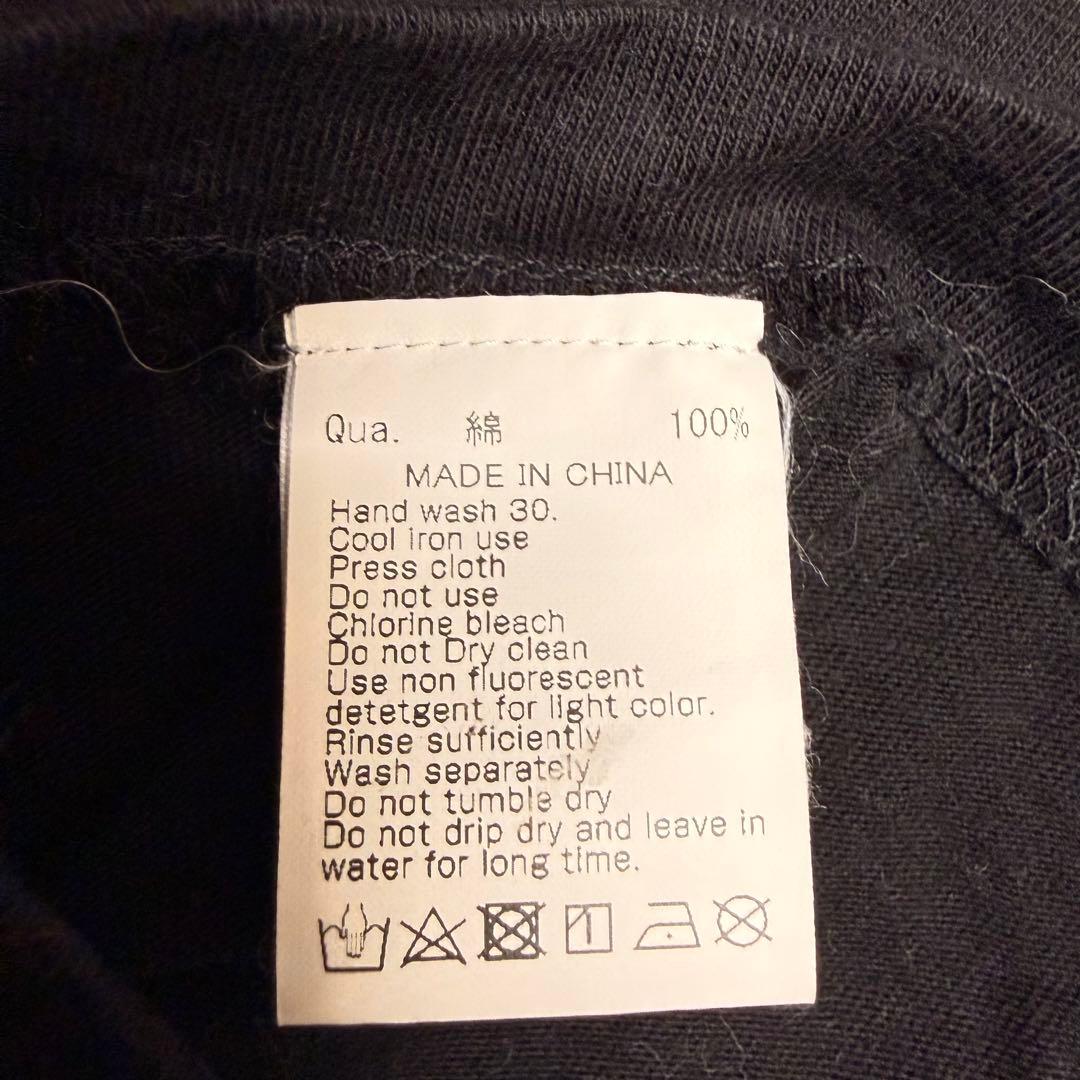 Qua. 綿 100%
MADE IN CHINA
Hand wash 30.
Cool iron use
Press cloth
Do not use
Chlorine bleach
Do not Dry clean
Use non fluorescent
detetgent for light color.
Rinse sufficiently
Wash separately
Do not tumble dry
Do not drip dry and leave in
water for long time.